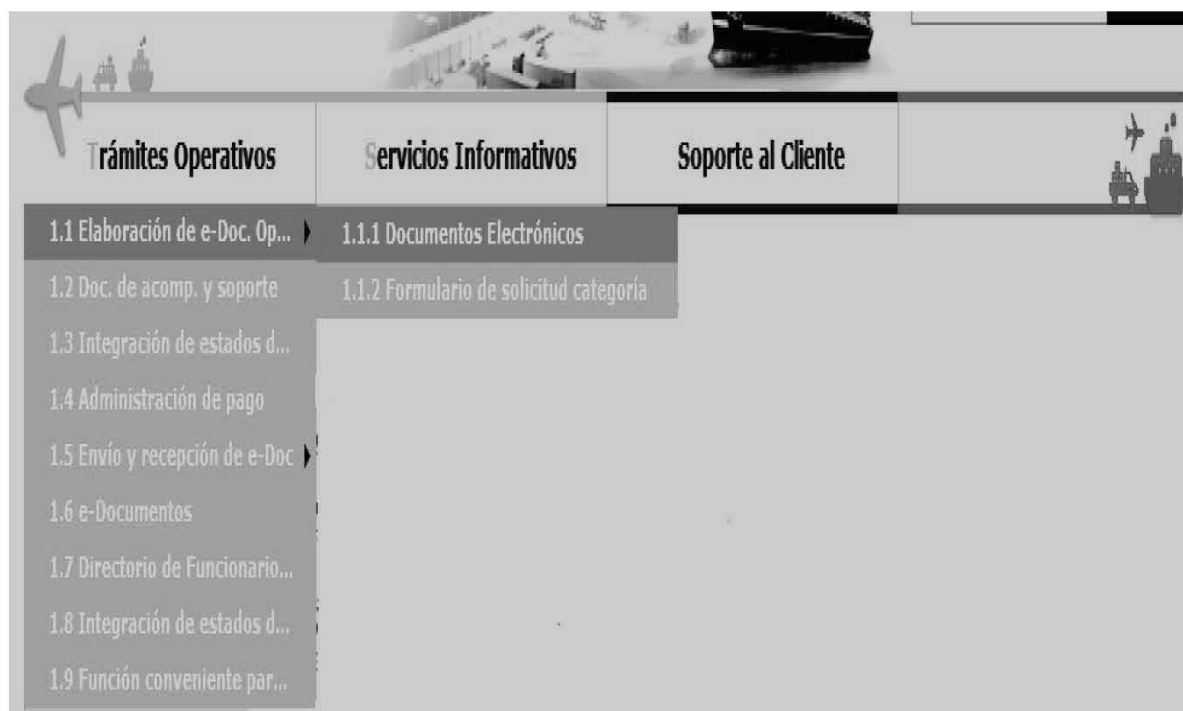 Trámites Operativos
Servicios Informativos
Soporte al Cliente
1.1 Elaboración de e-Doc. Op...
1.1.1 Documentos Electrónicos
1.2 Doc. de acomp. y soporte
1.1.2 Formulario de solicitud categoría
1.3 Integración de estados d...
1.4 Administración de pago
1.5 Envío y recepción de e-Doc
1.6 e-Documentos
1.7 Directorio de Funcionario...
1.8 Integración de estados d...
1.9 Función conveniente par...